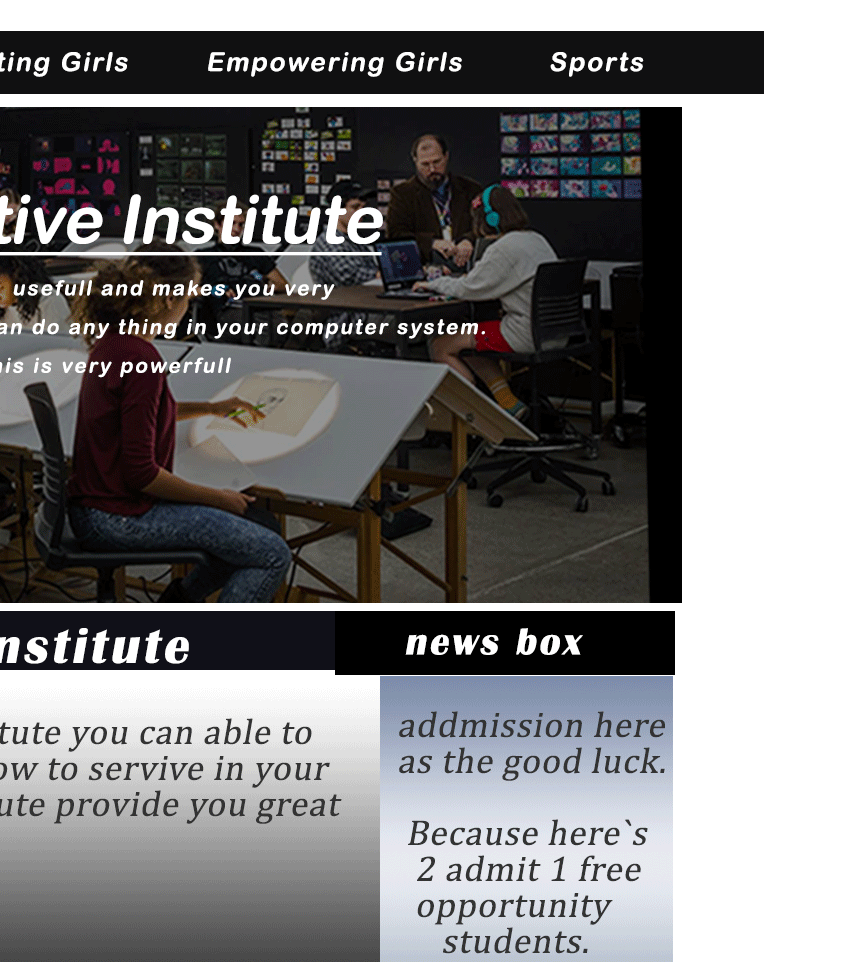 ting Girls Empowering Girls Sports
tive Institute
usefull and makes you very
an do any thing in your computer system.
his is very powerfull
nstitute
news box
tute you can able to
ow to servive in your
ute provide you great
addmission here
as the good luck.
Because here`s
2 admit 1 free
opportunity
students.